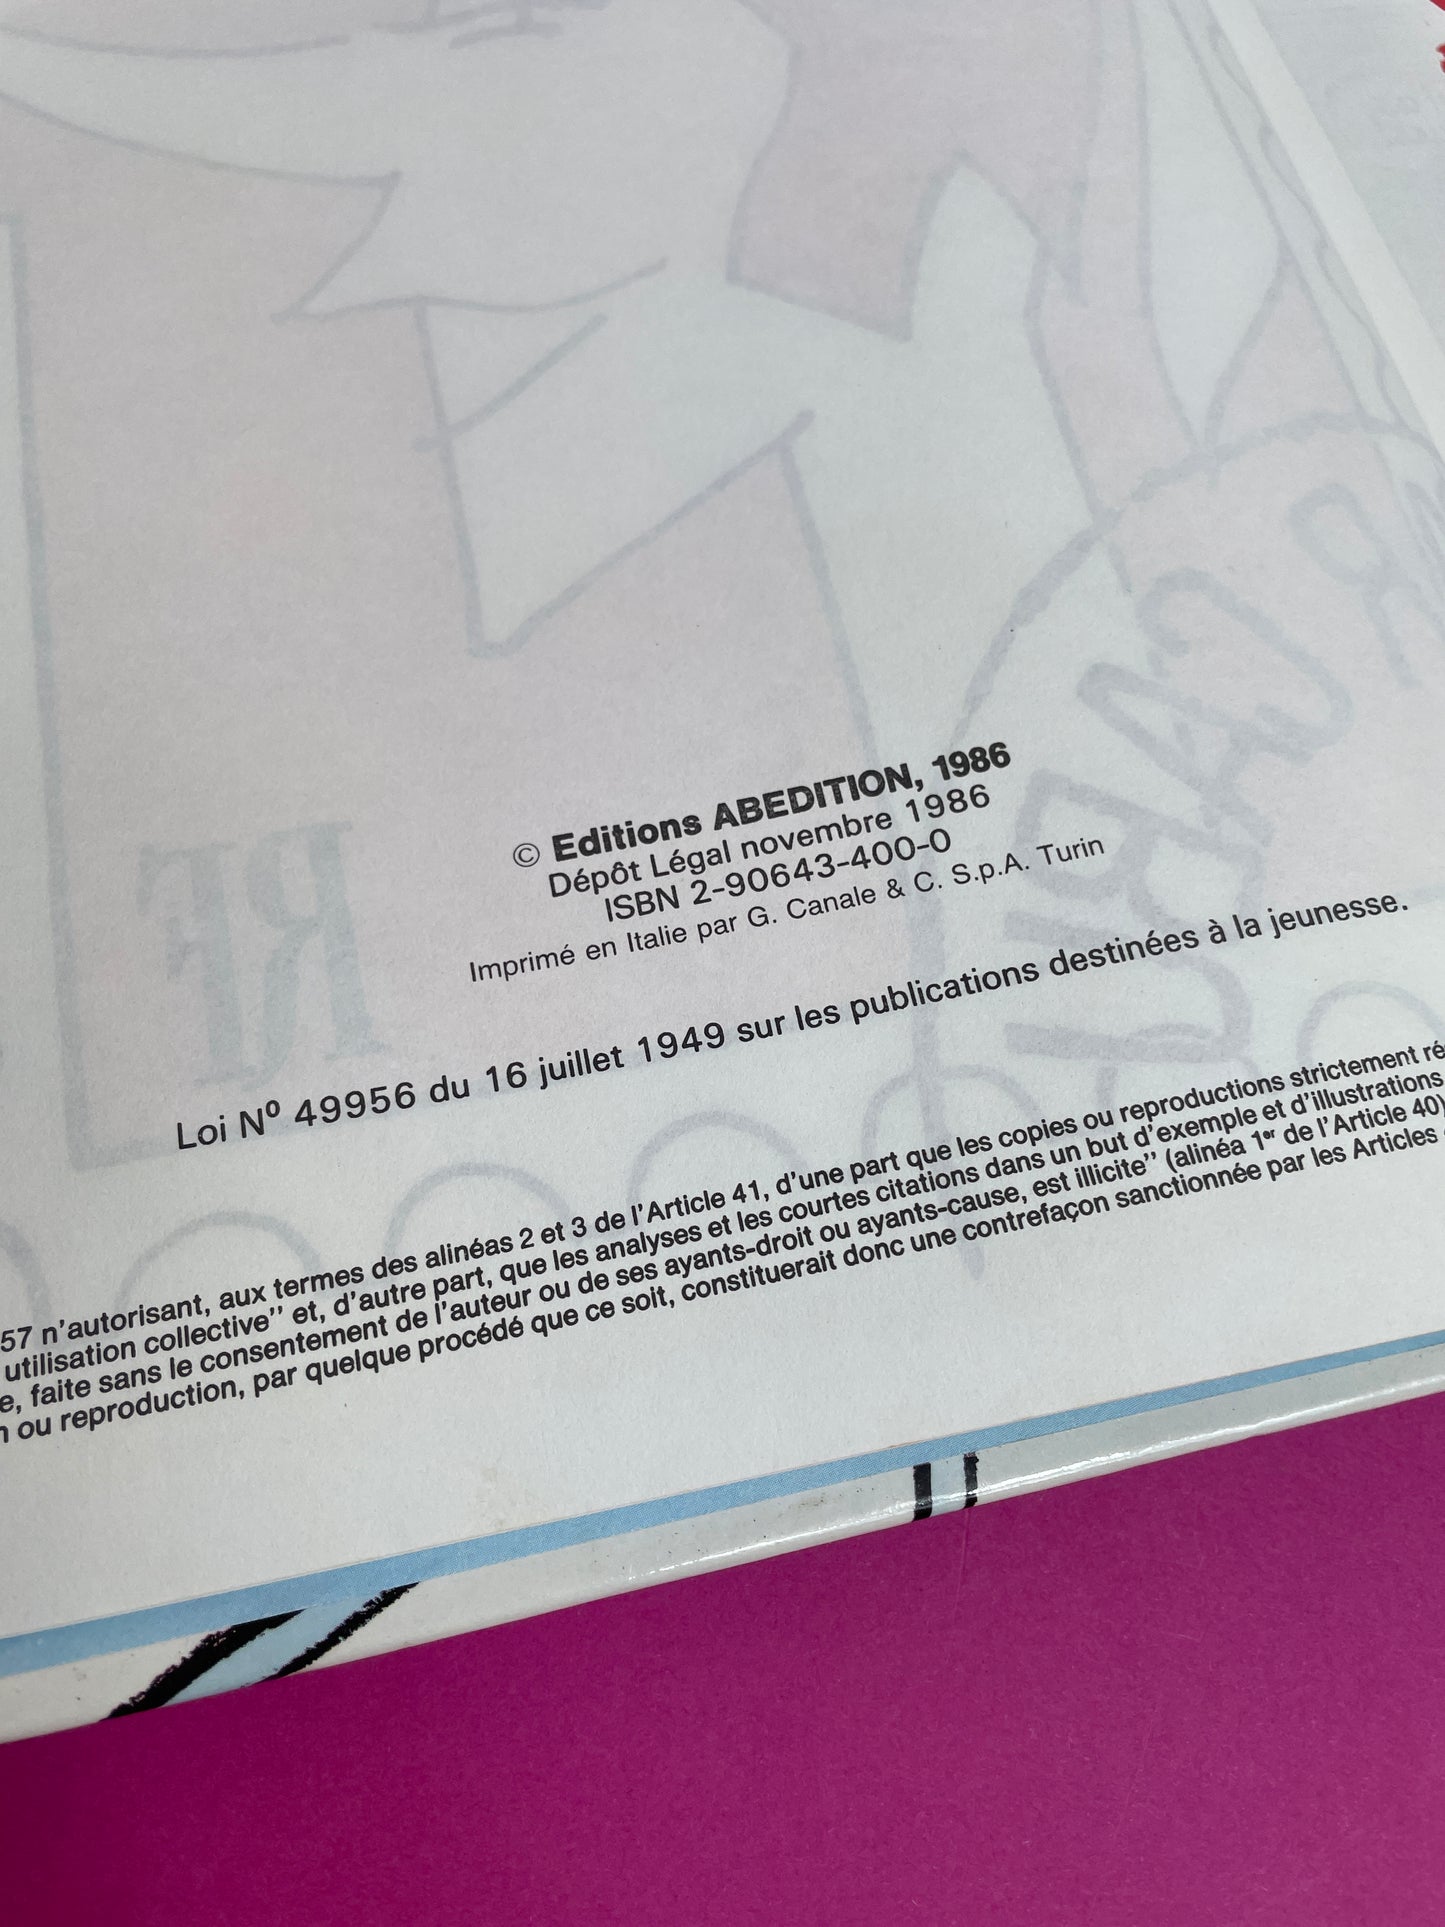 © Editions ABEDITION, 1986
Dépôt Légal novembre 1986
ISBN 2-90643-400-0
Imprimé en Italie par G. Canale & C. S.p.A. Turin
Loi Nº 49956 du 16 juillet 1949 sur les publications destinées à la jeunesse.
57 n'autorisant, aux termes des alinéas 2 et 3 de l'Article 41, d'une part que les copies ou reproductions strictement ré
utilisation collective'' et, d'autre part, que les analyses et les courtes citations dans un but d'exemple et d'illustrations
e, faite sans le consentement de l'auteur ou de ses ayants-droit ou ayants-cause, est illicite'' (alinéa 1er de l'Article 40)
n ou reproduction, par quelque procédé que ce soit, constituerait donc une contrefaçon sanctionnée par les Articles